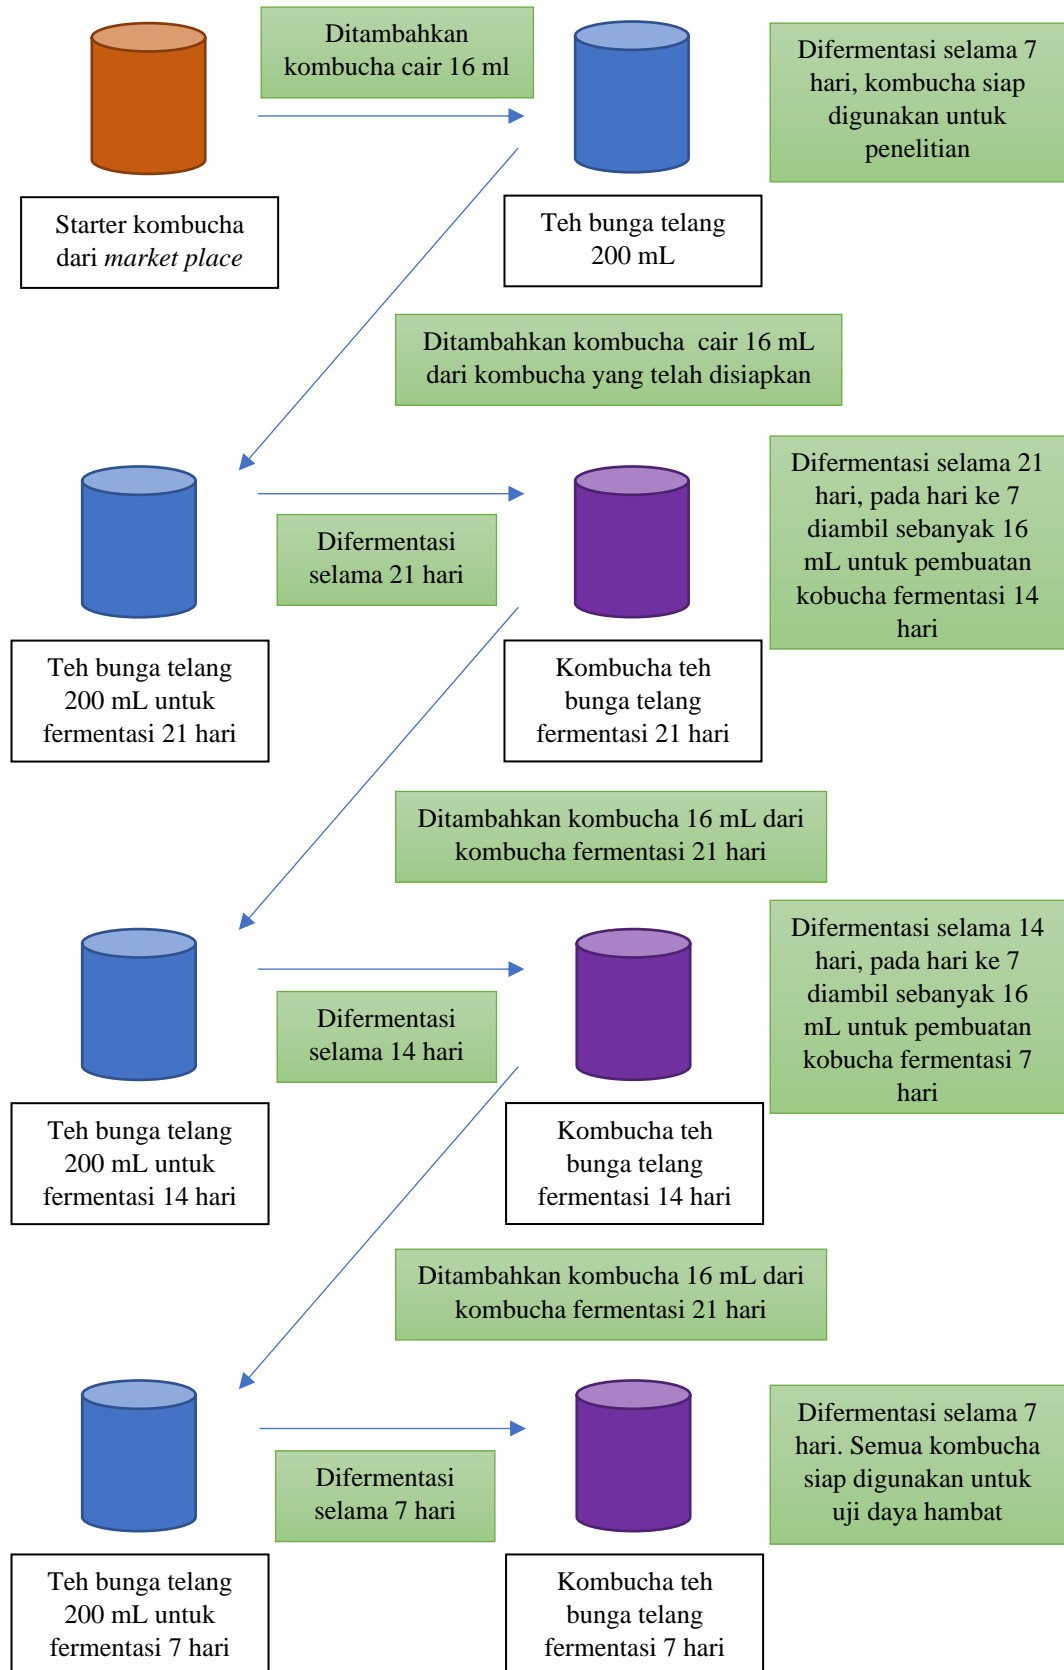 Ditambahkan
kombucha cair 16 ml
Difermentasi selama 7
hari, kombucha siap
digunakan untuk
penelitian
Starter kombucha
dari market place
Teh bunga telang
200 mL
Ditambahkan kombucha  cair 16 mL
dari kombucha yang telah disiapkan
Difermentasi
selama 21 hari
Difermentasi selama 21
hari, pada hari ke 7
diambil sebanyak 16
mL untuk pembuatan
kobucha fermentasi 14
hari
Teh bunga telang
200 mL untuk
fermentasi 21 hari
Kombucha teh
bunga telang
fermentasi 21 hari
Ditambahkan kombucha 16 mL dari
kombucha fermentasi 21 hari
Difermentasi
selama 14 hari
Difermentasi selama 14
hari, pada hari ke 7
diambil sebanyak 16
mL untuk pembuatan
kobucha fermentasi 7
hari
Teh bunga telang
200 mL untuk
fermentasi 14 hari
Kombucha teh
bunga telang
fermentasi 14 hari
Ditambahkan kombucha 16 mL dari
kombucha fermentasi 21 hari
Difermentasi
selama 7 hari
Difermentasi selama 7
hari. Semua kombucha
siap digunakan untuk
uji daya hambat
Teh bunga telang
200 mL untuk
fermentasi 7 hari
Kombucha teh
bunga telang
fermentasi 7 hari